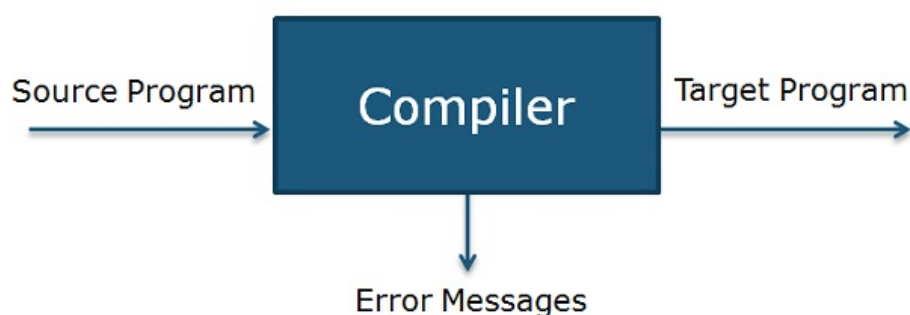 Source Program
Compiler
Target Program
Error Messages